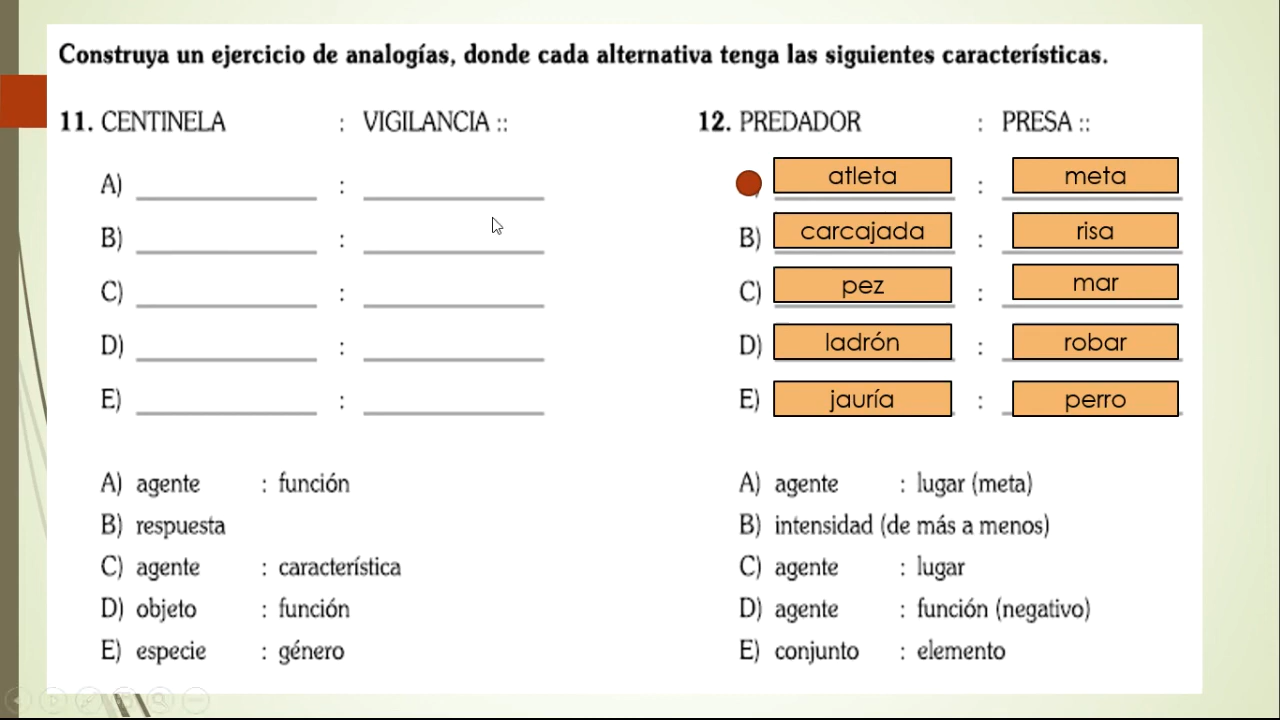 Construya un ejercicio de analogías, donde cada alternativa tenga las siguientes características.
11. CENTINELA : VIGILANCIA ::
A) :
B) :
C) :
D) :
E) :
A) agente : función
B) respuesta
C) agente : característica
D) objeto : función
E) especie : género
12. PREDADOR : PRESA ::
atleta : meta
B) carcajada : risa
C) pez : mar
D) ladrón : robar
E) jauría : perro
A) agente : lugar (meta)
B) intensidad (de más a menos)
C) agente : lugar
D) agente : función (negativo)
E) conjunto : elemento